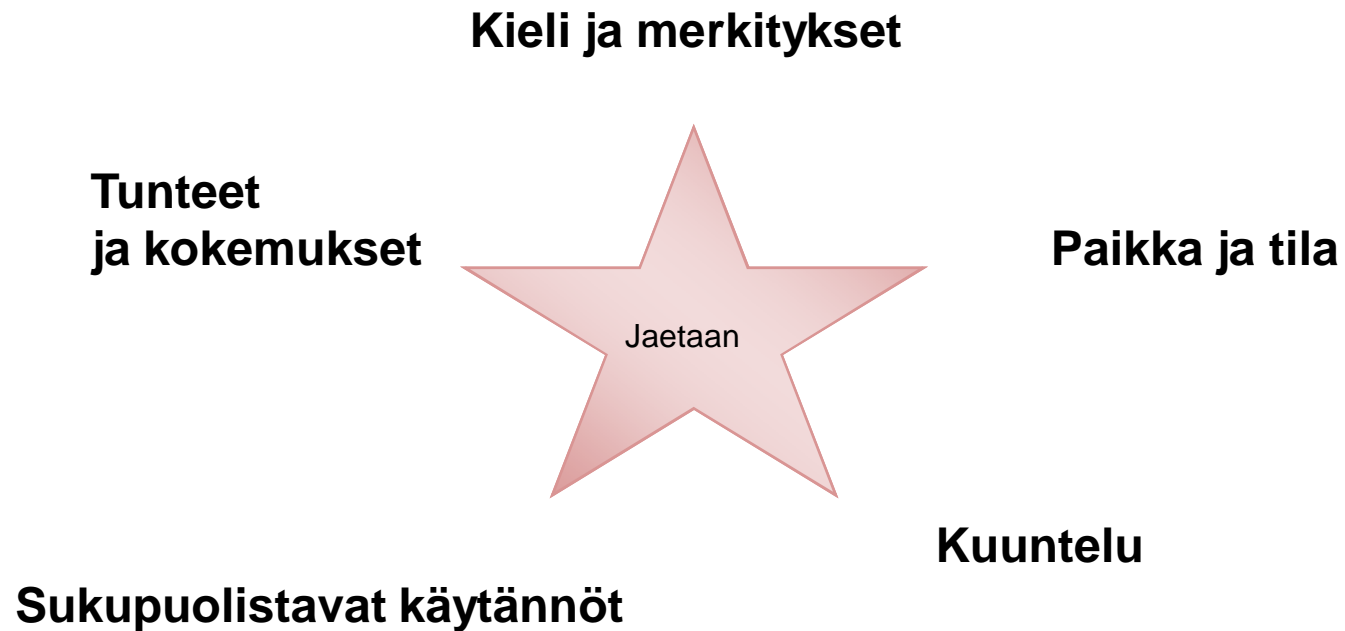 Kieli ja merkitykset
Tunteet
ja kokemukset
Paikka ja tila
Jaetaan
Kuuntelu
Sukupuolistavat käytännöt